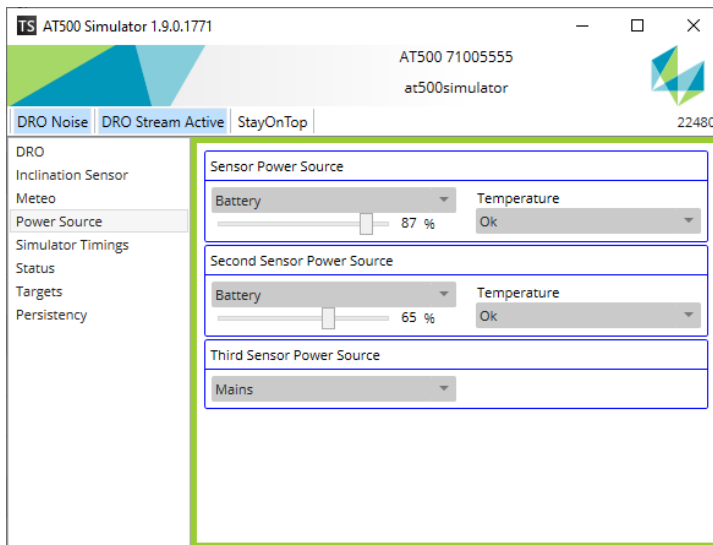 TS AT500 Simulator 1.9.0.1771
AT500 71005555
at500simulator
DRO Noise DRO Stream Active StayOnTop 22480
DRO
Inclination Sensor
Meteo
Power Source
Simulator Timings
Status
Targets
Persistency
Sensor Power Source
Battery Temperature
87 % Ok
Second Sensor Power Source
Battery Temperature
65 % Ok
Third Sensor Power Source
Mains